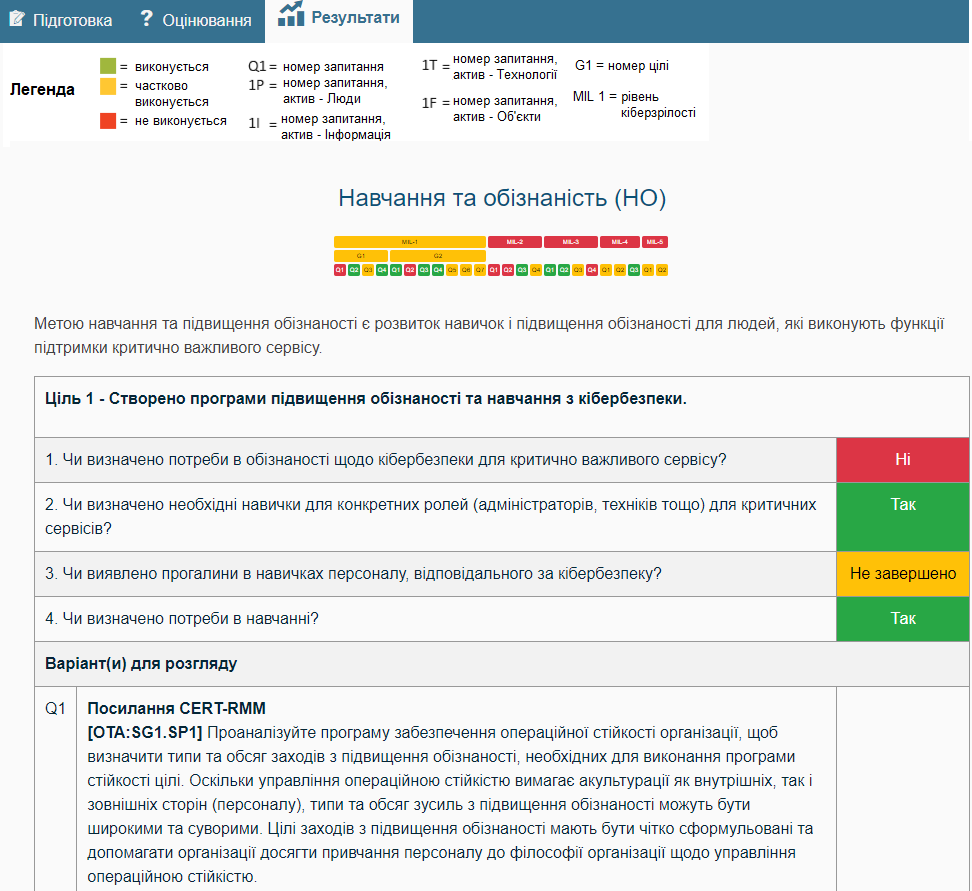 Підготовка
? Оцінювання
Результати
Легенда
= виконується
= частково
виконується
= не виконується
Q1 = номер запитання
1P = номер запитання,
актив - Люди
1I = номер запитання,
актив - Інформація
1T = номер запитання,
актив - Технології
1F = номер запитання,
актив - Об'єкти
G1 = номер цілі
MIL 1 = рівень
кіберзрілості
Навчання та обізнаність (НО)
MIL-1 MIL-2 MIL-3 MIL-4 MIL-5
G1 G2
Q1 Q2 Q3 Q4 Q1 Q2 Q3 Q4 Q5 Q6 Q7 Q1 Q2 Q3 Q4 Q1 Q2 Q3 Q4 Q1 Q2 Q3 Q1 Q2
Метою навчання та підвищення обізнаності є розвиток навичок і підвищення обізнаності для людей, які виконують функції
підтримки критично важливого сервісу.
Ціль 1 - Створено програми підвищення обізнаності та навчання з кібербезпеки.
1. Чи визначено потреби в обізнаності щодо кібербезпеки для критично важливого сервісу? Ні
2. Чи визначено необхідні навички для конкретних ролей (адміністраторів, техніків тощо) для критичних Так
сервісів?
3. Чи виявлено прогалини в навичках персоналу, відповідального за кібербезпеку? Не завершено
4. Чи визначено потреби в навчанні? Так
Варіант(и) для розгляду
Q1 Посилання CERT-RMM
[OTA:SG1.SP1] Проаналізуйте програму забезпечення операційної стійкості організації, щоб
визначити типи та обсяг заходів з підвищення обізнаності, необхідних для виконання програми
стійкості цілі. Оскільки управління операційною стійкістю вимагає акультурації як внутрішніх, так і
зовнішніх сторін (персоналу), типи та обсяг зусиль з підвищення обізнаності можуть бути
широкими та суворими. Цілі заходів з підвищення обізнаності мають бути чітко сформульовані та
допомагати організації досягти привчання персоналу до філософії організації щодо управління
операційною стійкістю.